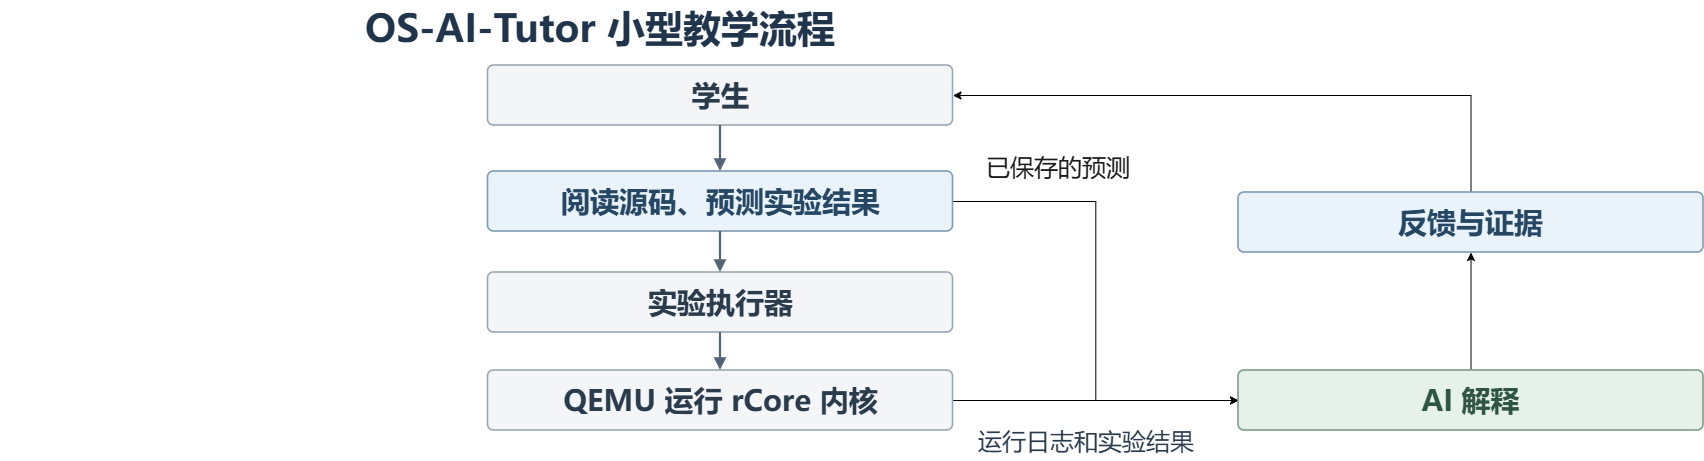 OS-AI-Tutor 小型教学流程
学生
已保存的预测
阅读源码、预测实验结果
反馈与证据
实验执行器
QEMU 运行 rCore 内核
AI 解释
运行日志和实验结果